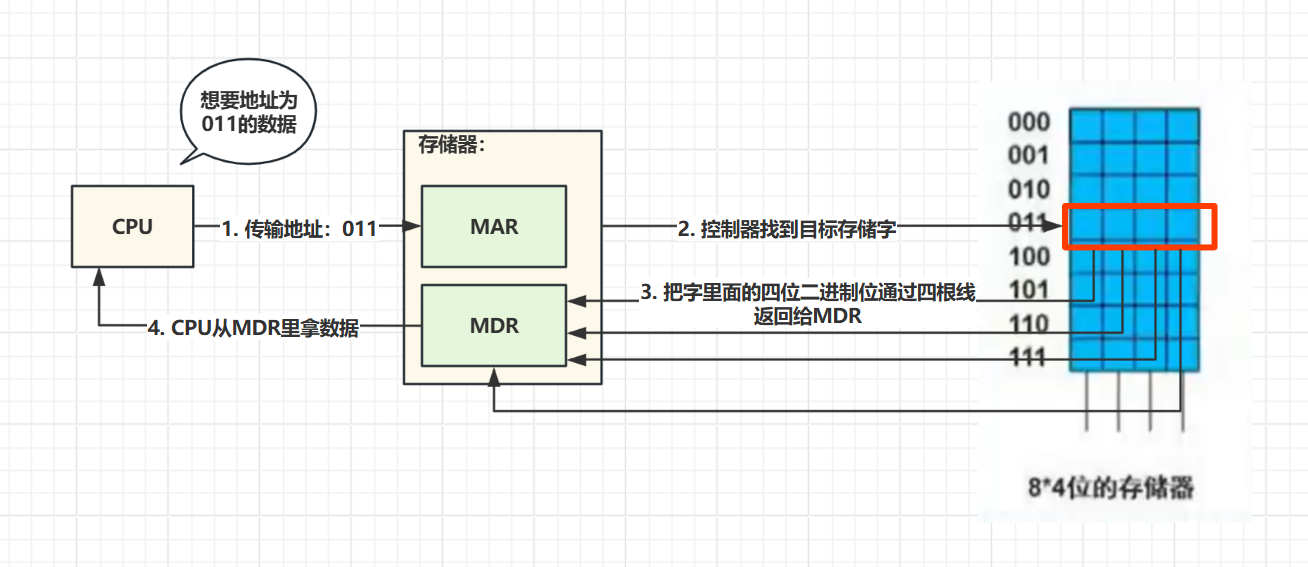 想要地址为
011的数据
存储器：
CPU
1. 传输地址：011
MAR
2. 控制器找到目标存储字
MDR
3. 把字里面的四位二进制位通过四根线
返回给MDR
4. CPU从MDR里拿数据
000
001
010
011
100
101
110
111
8*4位的存储器